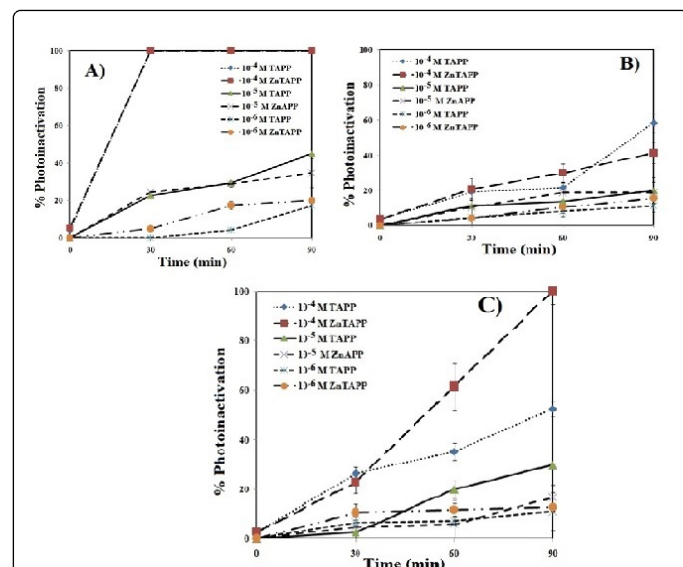 A)
100
80
60
40
20
0
% Photoinactivation
10⁻⁴ M TAPP
10⁻⁴ M ZnTAPP
10⁻⁵ M TAPP
10⁻⁵ M ZnAPP
10⁻⁶ M TAPP
10⁻⁶ M ZnTAPP
0 30 60 90
Time (min)
B)
100
80
60
40
20
0
% Photoinactivation
10⁻⁴ M TAPP
10⁻⁴ M ZnTAPP
10⁻⁵ M TAPP
10⁻⁵ M ZnAPP
10⁻⁶ M TAPP
10⁻⁶ M ZnTAPP
0 30 60 90
Time (min)
C)
100
80
60
40
20
0
% Photoinactivation
10⁻⁴ M TAPP
10⁻⁴ M ZnTAPP
10⁻⁵ M TAPP
10⁻⁵ M ZnAPP
10⁻⁶ M TAPP
10⁻⁶ M ZnTAPP
0 30 60 90
Time (min)